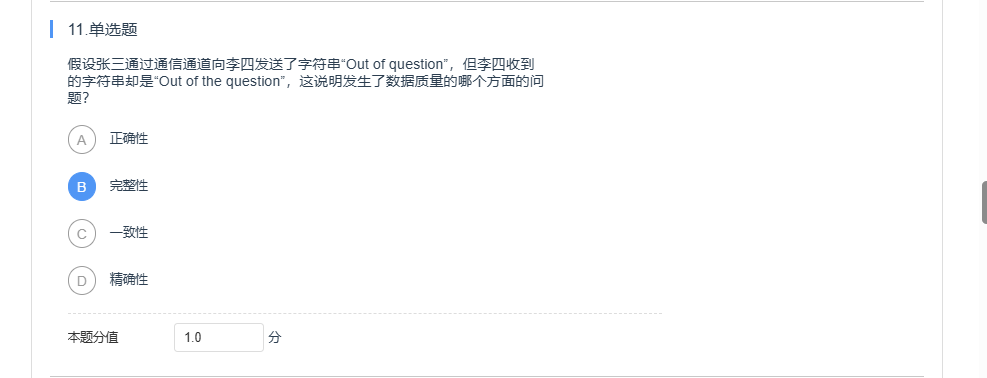 11.单选题
假设张三通过通信通道向李四发送了字符串“Out of question”，但李四收到
的字符串却是“Out of the question”，这说明发生了数据质量的哪个方面的问
题？
A 正确性
B 完整性
C 一致性
D 精确性
本题分值 1.0 分